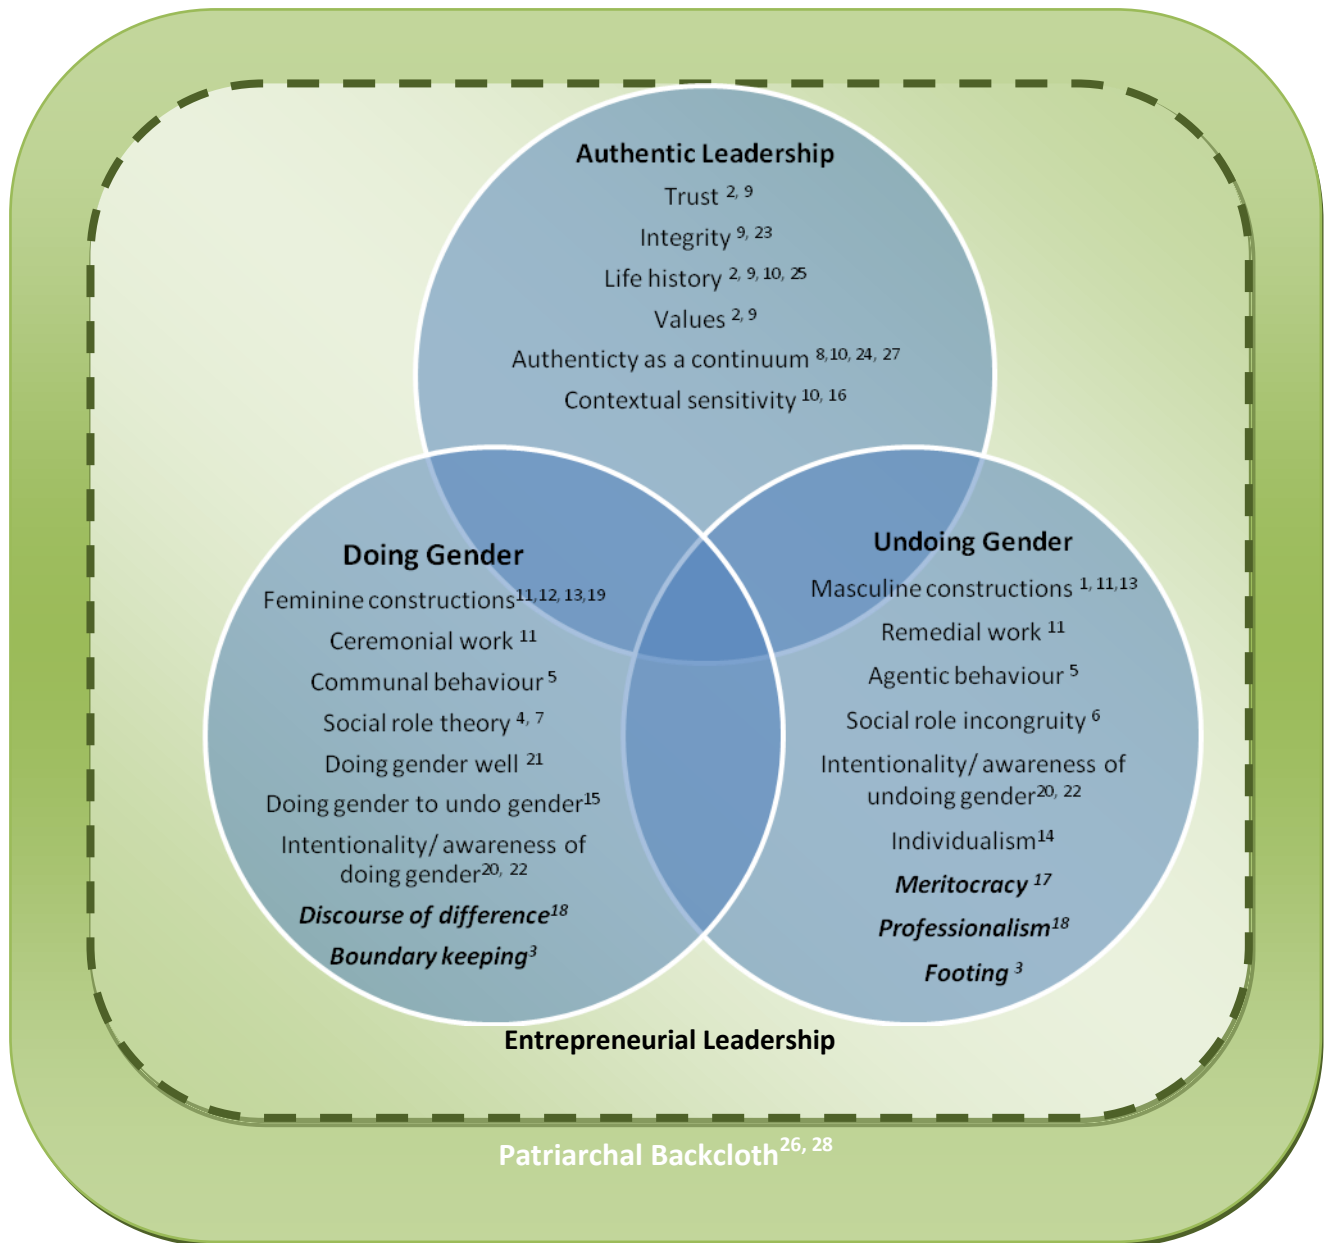 Authentic Leadership
Trust 2, 9
Integrity 9, 23
Life history 2, 9, 10, 25
Values 2, 9
Authenticty as a continuum 8,10, 24, 27
Contextual sensitivity 10, 16
Doing Gender
Feminine constructions11,12, 13,19
Ceremonial work 11
Communal behaviour 5
Social role theory 4, 7
Doing gender well 21
Doing gender to undo gender15
Intentionality/ awareness of
doing gender20, 22
Discourse of difference18
Boundary keeping3
Undoing Gender
Masculine constructions 1, 11,13
Remedial work 11
Agentic behaviour 5
Social role incongruity 6
Intentionality/ awareness of
undoing gender20, 22
Individualism14
Meritocracy 17
Professionalism18
Footing 3
Entrepreneurial Leadership
Patriarchal Backcloth26, 28